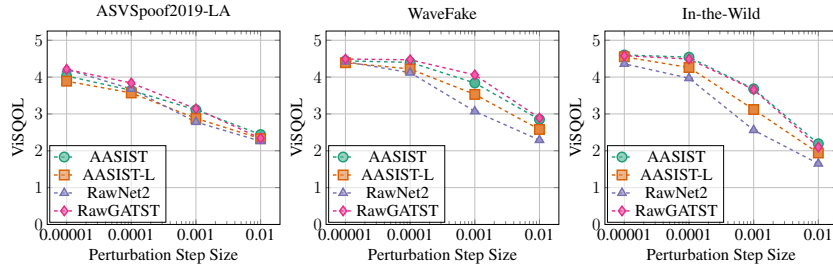 ASVSpoof2019-LA
5
4
3
2
1
0
ViSQOL
AASIST
AASIST-L
RawNet2
RawGATST
0.00001 0.0001 0.001 0.01
Perturbation Step Size
WaveFake
5
4
3
2
1
0
ViSQOL
AASIST
AASIST-L
RawNet2
RawGATST
0.00001 0.0001 0.001 0.01
Perturbation Step Size
In-the-Wild
5
4
3
2
1
0
ViSQOL
AASIST
AASIST-L
RawNet2
RawGATST
0.00001 0.0001 0.001 0.01
Perturbation Step Size